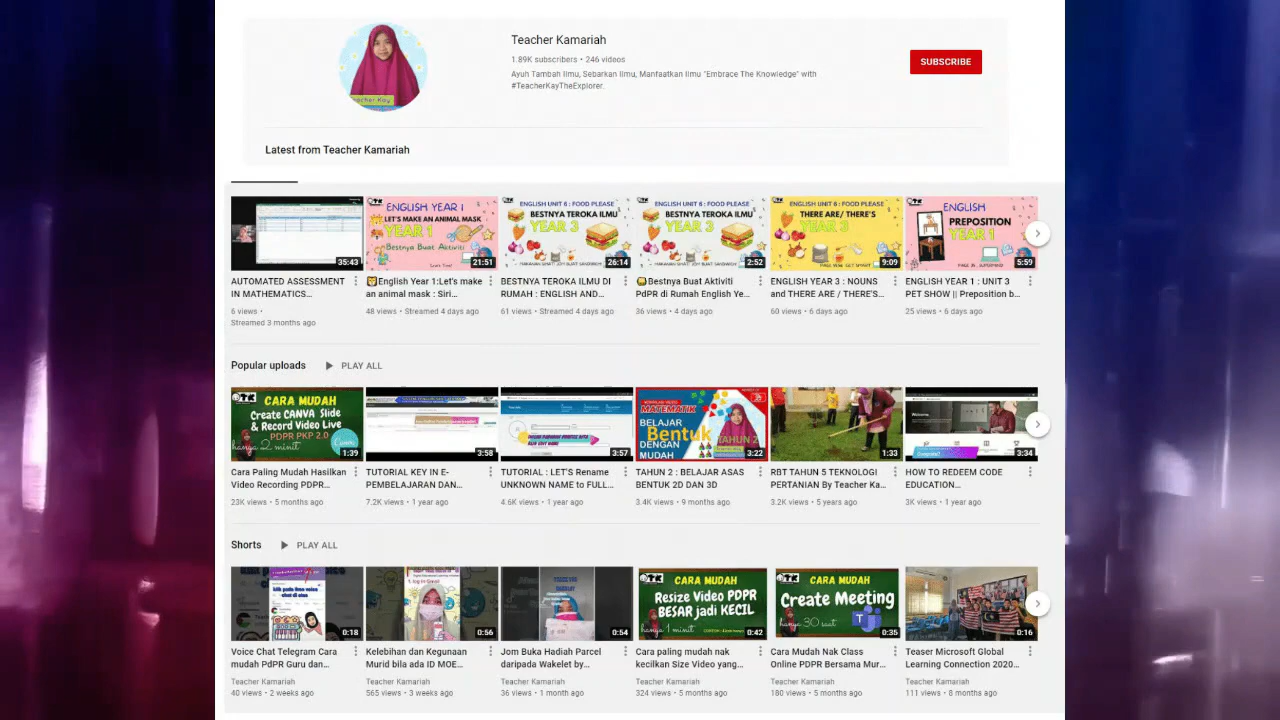 Teacher Kamariah
1.89K subscribers • 246 videos
SUBSCRIBE
Ayuh Tambah Ilmu, Sebarkan Ilmu, Manfaatkan Ilmu "Embrace The Knowledge" with
#TeacherKayTheExplorer.
Latest from Teacher Kamariah
ENGLISH YEAR 1
LET'S MAKE AN ANIMAL MASK
YEAR 1
Bestnya Buat Aktiviti
ENGLISH UNIT 6 : FOOD PLEASE
BESTNYA TEROKA ILMU
YEAR 3
ENGLISH UNIT 6 : FOOD PLEASE
BESTNYA TEROKA ILMU
YEAR 3
ENGLISH UNIT 6 : FOOD PLEASE
THERE ARE/ THERE'S
YEAR 3
ENGLISH
PREPOSITION
YEAR 1
35:43
21:51
26:14
2:52
9:09
5:59
AUTOMATED ASSESSMENT
IN MATHEMATICS...
6 views •
Streamed 3 months ago
English Year 1:Let's make
an animal mask : Siri...
48 views • Streamed 4 days ago
BESTNYA TEROKA ILMU DI
RUMAH : ENGLISH AND...
61 views • Streamed 4 days ago
Bestnya Buat Aktiviti
PdPR di Rumah English Ye...
36 views • 4 days ago
ENGLISH YEAR 3 : NOUNS
and THERE ARE / THERE'S...
60 views • 6 days ago
ENGLISH YEAR 1 : UNIT 3
PET SHOW || Preposition b...
25 views • 6 days ago
Popular uploads
PLAY ALL
CARA MUDAH
Create CANVA Slide
& Record Video Live
PDPR PKP 2.0
hanya 2 minit
Canva
MATEMATIK
BELAJAR
Bentuk
DENGAN
MUDAH
TAHUN 2
1:39
3:58
3:57
3:22
1:33
3:34
Cara Paling Mudah Hasilkan
Video Recording PDPR...
23K views • 5 months ago
TUTORIAL KEY IN E-
PEMBELAJARAN DAN...
7.2K views • 1 year ago
TUTORIAL : LET'S Rename
UNKNOWN NAME to FULL...
4.6K views • 1 year ago
TAHUN 2 : BELAJAR ASAS
BENTUK 2D DAN 3D
3.4K views • 9 months ago
RBT TAHUN 5 TEKNOLOGI
PERTANIAN By Teacher Ka...
3.2K views • 5 years ago
HOW TO REDEEM CODE
EDUCATION...
3K views • 1 year ago
Shorts
PLAY ALL
CARA MUDAH
Resize Video PDPR
BESAR jadi KECIL
hanya 1 minit
CARA MUDAH
Create Meeting
hanya 30 saat
0:18
0:56
0:54
0:42
0:35
0:16
Voice Chat Telegram Cara
mudah PdPR Guru dan...
Teacher Kamariah
40 views • 2 weeks ago
Kelebihan dan Kegunaan
Murid bila ada ID MOE...
Teacher Kamariah
565 views • 3 weeks ago
Jom Buka Hadiah Parcel
daripada Wakelet by...
Teacher Kamariah
36 views • 1 month ago
Cara paling mudah nak
kecilkan Size Video yang...
Teacher Kamariah
324 views • 5 months ago
Cara Mudah Nak Class
Online PDPR Bersama Mur...
Teacher Kamariah
180 views • 5 months ago
Teaser Microsoft Global
Learning Connection 2020...
Teacher Kamariah
111 views • 8 months ago